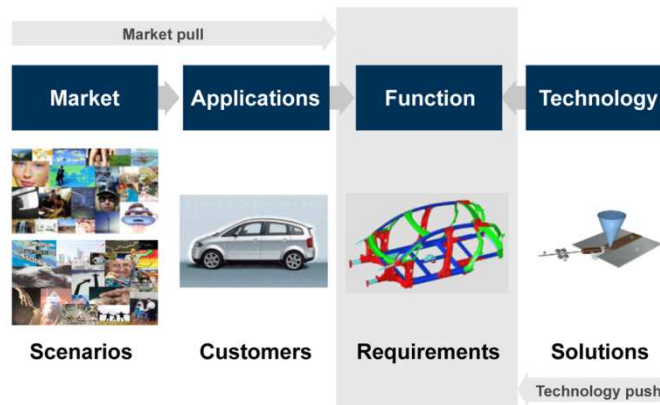 Market pull
Market Applications Function Technology
Scenarios Customers Requirements Solutions
Technology push